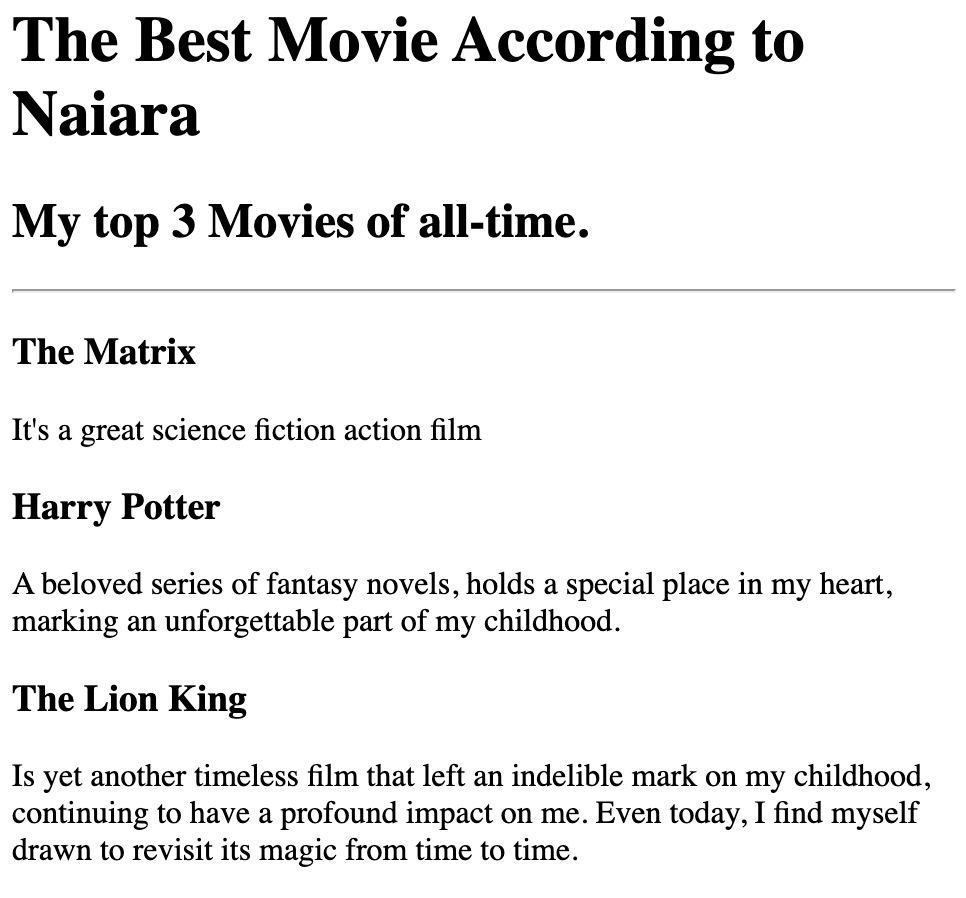 The Best Movie According to
Naiara
My top 3 Movies of all-time.
The Matrix
It's a great science fiction action film
Harry Potter
A beloved series of fantasy novels, holds a special place in my heart,
marking an unforgettable part of my childhood.
The Lion King
Is yet another timeless film that left an indelible mark on my childhood,
continuing to have a profound impact on me. Even today, I find myself
drawn to revisit its magic from time to time.